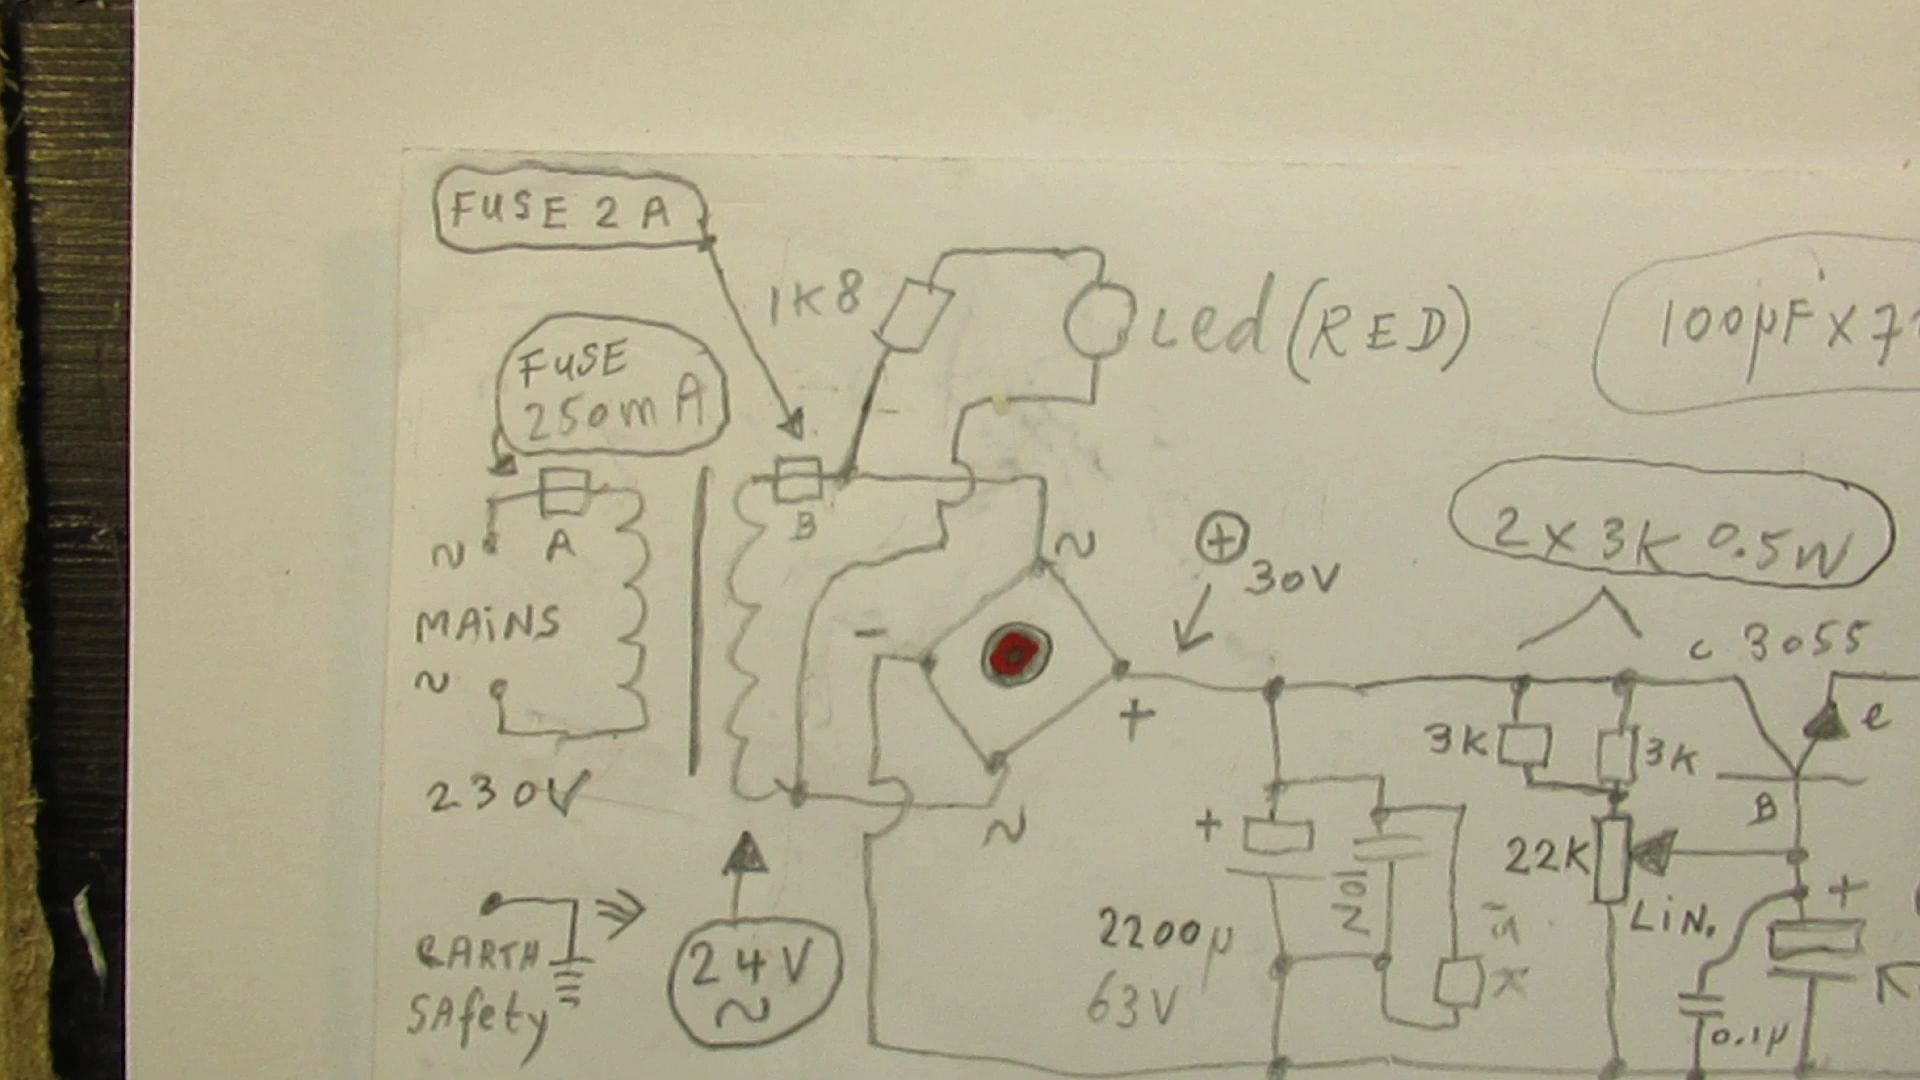 FUSE 2 A
1K8
Led (RED)
100µF X 7
FUSE
250mA
A
B
~
MAiNS
~
230V
~
-
+
30V
+
~
2 x 3K 0.5W
c 3055
e
3K
3K
B
22K
LiN.
+
+
2200µ
63V
0.1µ
EARTH
SAfety
24V
~